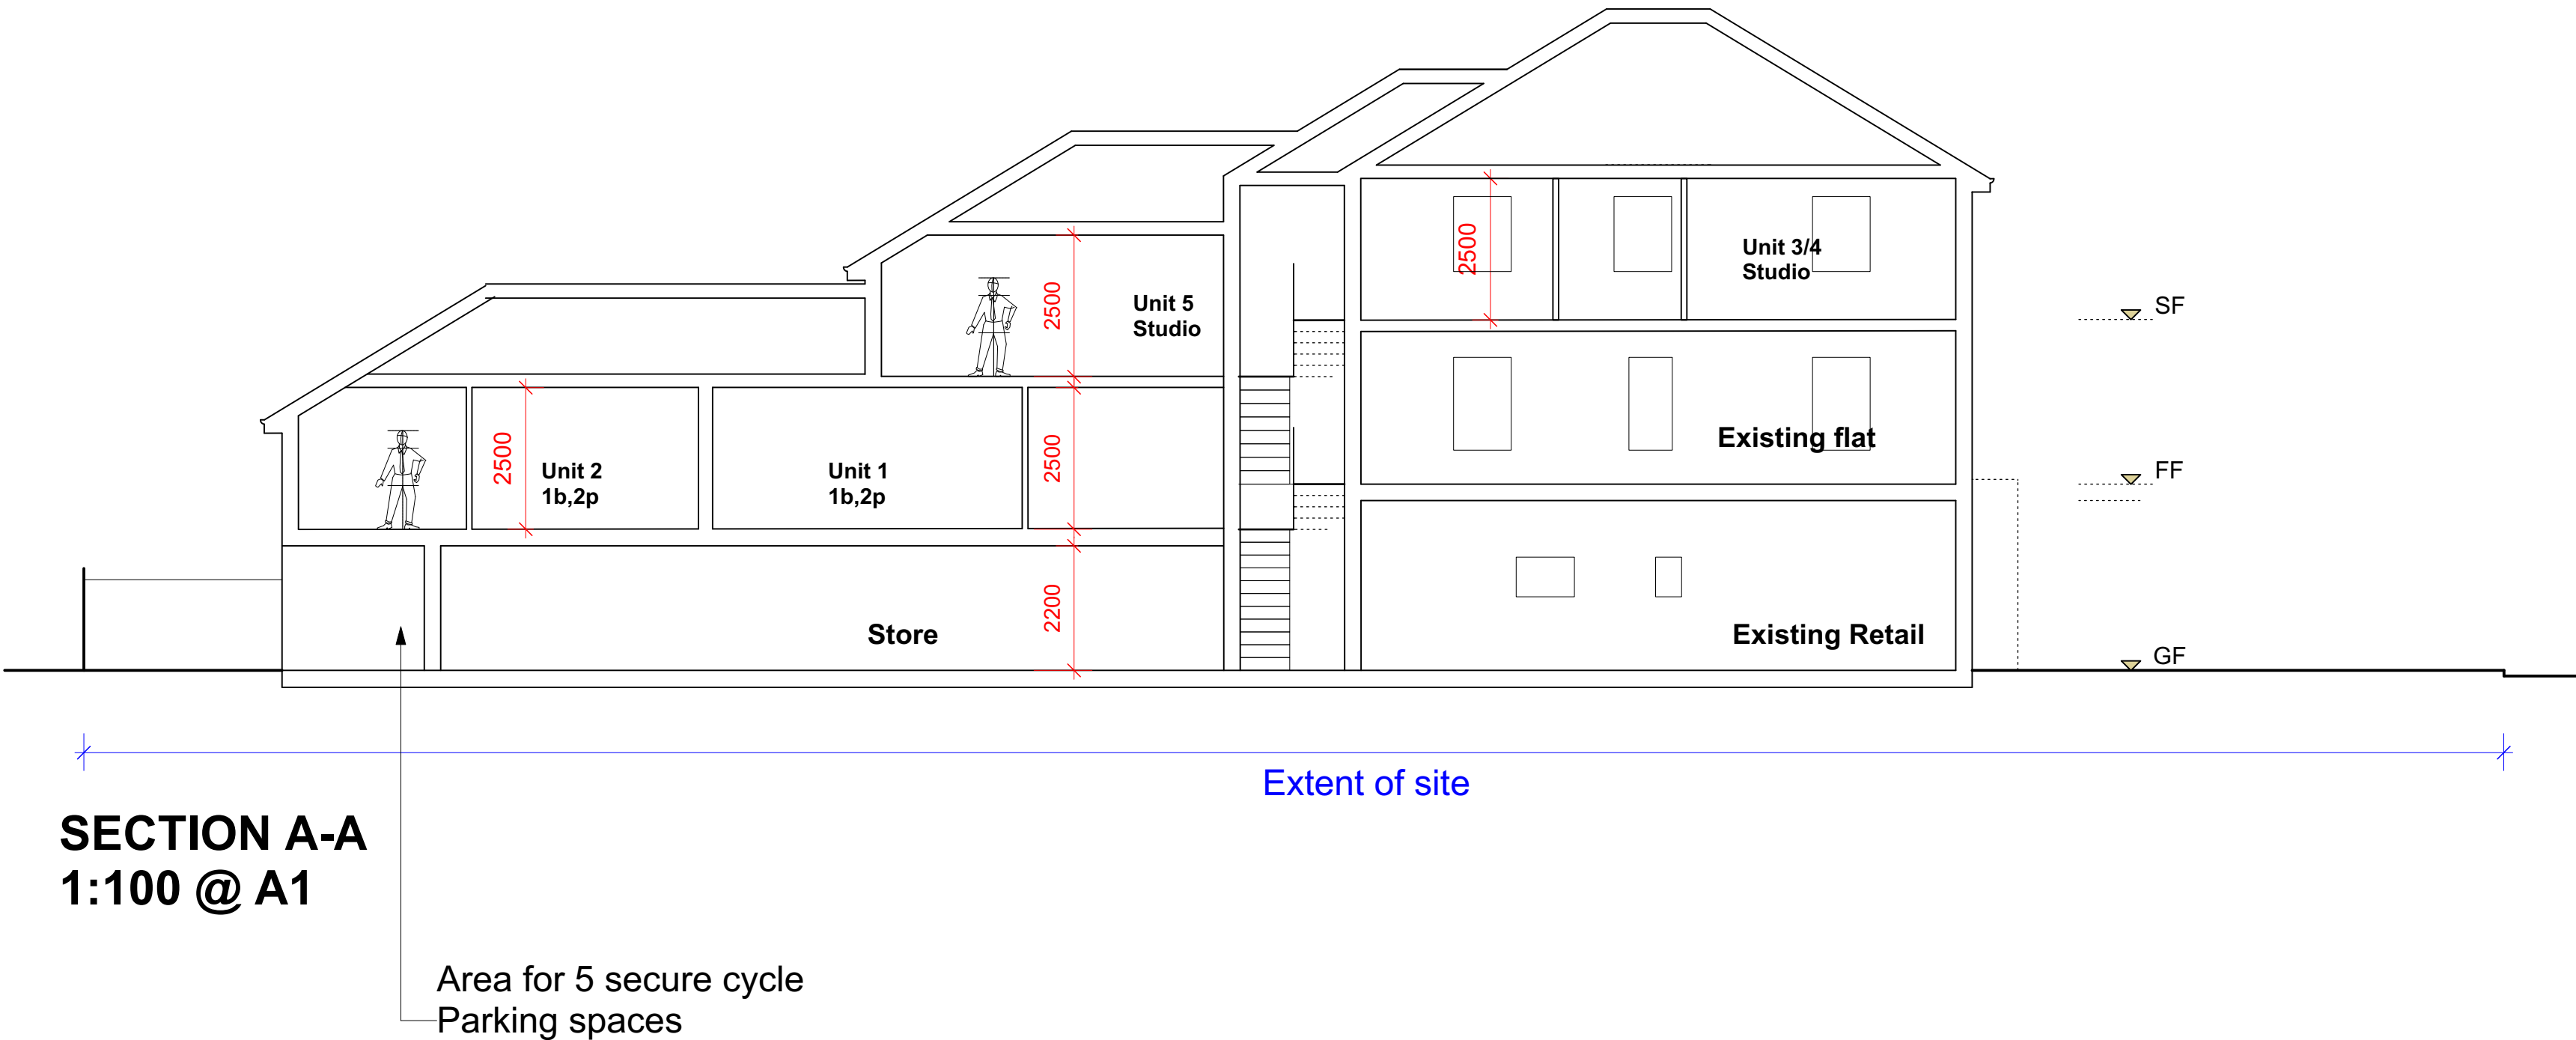 2500
Unit 3/4
Studio
2500
Unit 5
Studio
SF
2500
Unit 2
1b,2p
Unit 1
1b,2p
2500
Existing flat
FF
2200
Store
Existing Retail
GF
Extent of site
SECTION A-A
1:100 @ A1
Area for 5 secure cycle
Parking spaces